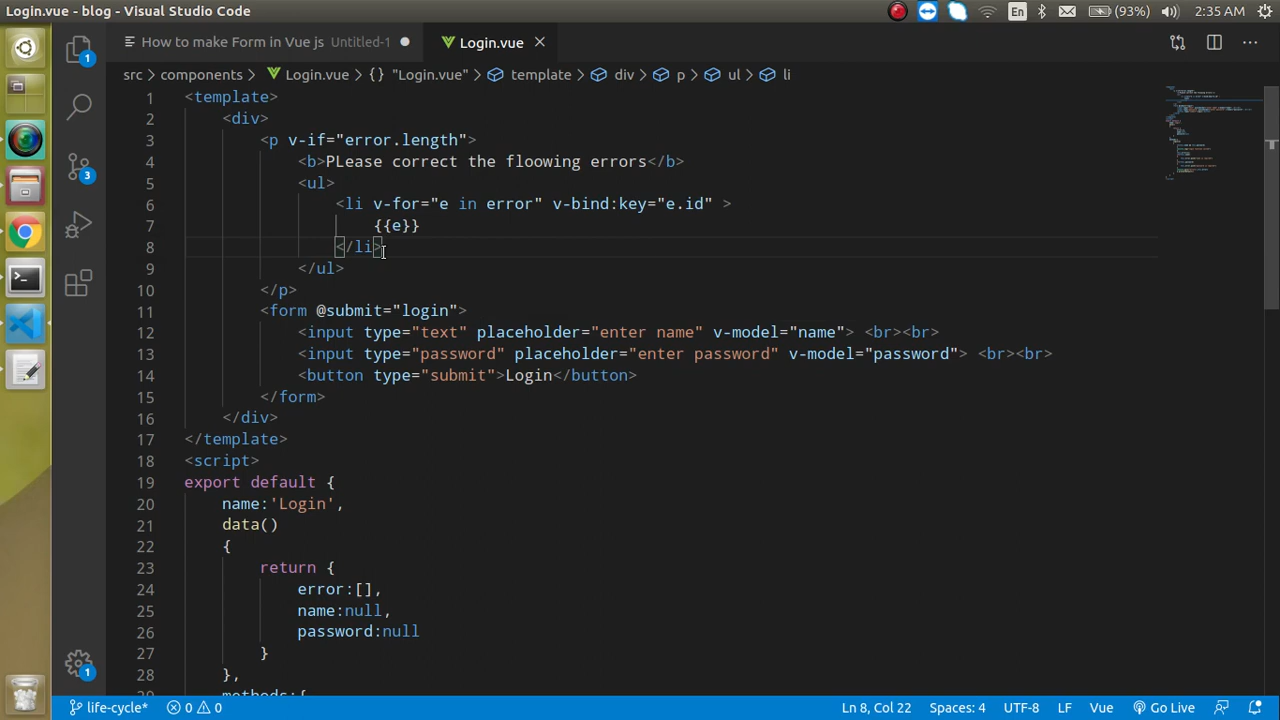 Login.vue - blog - Visual Studio Code
En
(93%)
2:35 AM
How to make Form in Vue js Untitled-1
Login.vue
src > components > Login.vue > {} "Login.vue" > template > div > p > ul > li
1 <template>
2 <div>
3 <p v-if="error.length">
4 <b>PLease correct the floowing errors</b>
5 <ul>
6 <li v-for="e in error" v-bind:key="e.id" >
7 {{e}}
8 </li>
9 </ul>
10 </p>
11 <form @submit="login">
12 <input type="text" placeholder="enter name" v-model="name"> <br><br>
13 <input type="password" placeholder="enter password" v-model="password"> <br><br>
14 <button type="submit">Login</button>
15 </form>
16 </div>
17 </template>
18 <script>
19 export default {
20 name:'Login',
21 data()
22 {
23 return {
24 error:[],
25 name:null,
26 password:null
27 }
28 },
29 methods:{
1
3
1
life-cycle* 0 0 Ln 8, Col 22 Spaces: 4 UTF-8 LF Vue Go Live